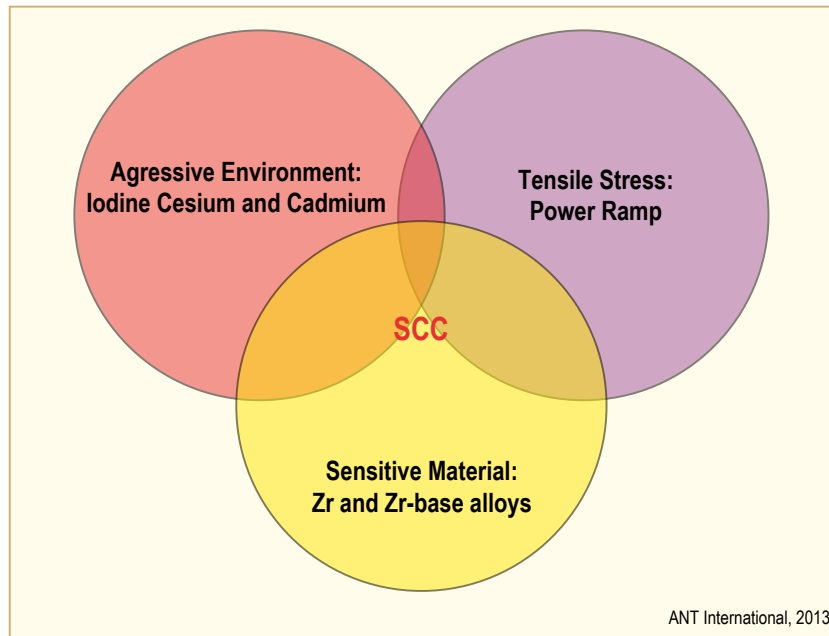 Agressive Environment:
Iodine Cesium and Cadmium
Tensile Stress:
Power Ramp
SCC
Sensitive Material:
Zr and Zr-base alloys
ANT International, 2013